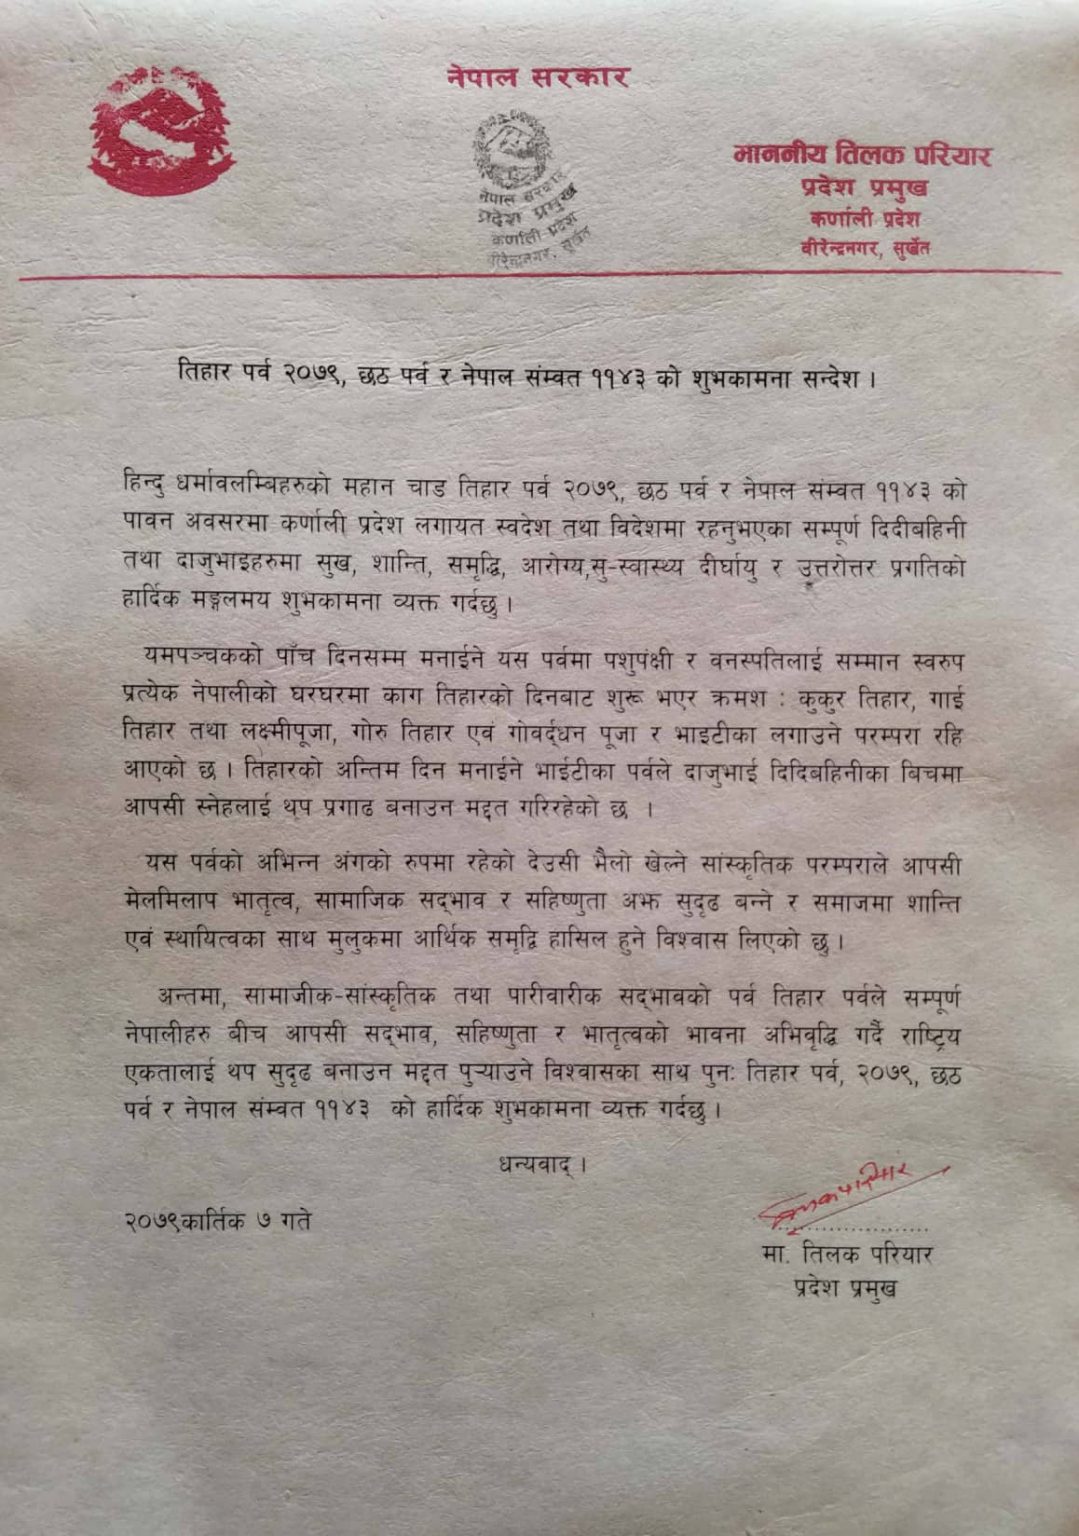 नेपाल सरकार
माननीय तिलक परियार
प्रदेश प्रमुख
कर्णाली प्रदेश
वीरेन्द्रनगर, सुर्खेत
नेपाल सरकार
प्रदेश प्रमुख
कर्णाली प्रदेश
वीरेन्द्रनगर, सुर्खेत
तिहार पर्व २०७९, छठ पर्व र नेपाल संम्वत ११४३ को शुभकामना सन्देश ।
हिन्दु धर्मावलम्बिहरुको महान चाड तिहार पर्व २०७९, छठ पर्व र नेपाल संम्वत ११४३ को
पावन अवसरमा कर्णाली प्रदेश लगायत स्वदेश तथा विदेशमा रहनुभएका सम्पूर्ण दिदीबहिनी
तथा दाजुभाइहरुमा सुख, शान्ति, समृद्धि, आरोग्य,सु-स्वास्थ्य दीर्घायु र उत्तरोत्तर प्रगतिको
हार्दिक मङ्गलमय शुभकामना व्यक्त गर्दछु ।
यमपञ्चकको पाँच दिनसम्म मनाईने यस पर्वमा पशुपंक्षी र वनस्पतिलाई सम्मान स्वरुप
प्रत्येक नेपालीको घरघरमा काग तिहारको दिनबाट शुरू भएर क्रमश : कुकुर तिहार, गाई
तिहार तथा लक्ष्मीपूजा, गोरु तिहार एवं गोवर्द्धन पूजा र भाइटीका लगाउने परम्परा रहि
आएको छ । तिहारको अन्तिम दिन मनाईने भाईटीका पर्वले दाजुभाई दिदिबहिनीका बिचमा
आपसी स्नेहलाई थप प्रगाढ बनाउन मद्दत गरिरहेको छ ।
यस पर्वको अभिन्न अंगको रुपमा रहेको देउसी भैलो खेल्ने सांस्कृतिक परम्पराले आपसी
मेलमिलाप भातृत्व, सामाजिक सद्भाव र सहिष्णुता अझ सुदृढ बन्ने र समाजमा शान्ति
एवं स्थायित्वका साथ मुलुकमा आर्थिक समृद्वि हासिल हुने विश्वास लिएको छु ।
अन्तमा, सामाजीक-सांस्कृतिक तथा पारीवारीक सद्भावको पर्व तिहार पर्वले सम्पूर्ण
नेपालीहरु बीच आपसी सद्भाव, सहिष्णुता र भातृत्वको भावना अभिवृद्धि गर्दै राष्ट्रिय
एकतालाई थप सुदृढ बनाउन मद्दत पुऱ्याउने विश्वासका साथ पुनः तिहार पर्व, २०७९, छठ
पर्व र नेपाल संम्वत ११४३ को हार्दिक शुभकामना व्यक्त गर्दछु ।
धन्यवाद् ।
२०७९कार्तिक ७ गते
तिलक परियार
मा. तिलक परियार
प्रदेश प्रमुख